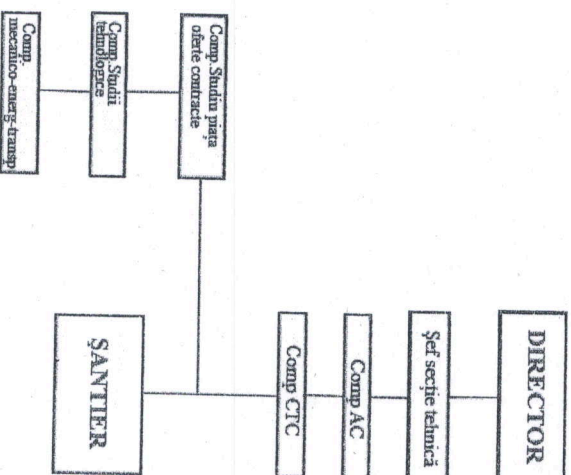 DIRECTOR
Şef secţie tehnică
Comp AC
Comp CTC
Comp.Studiu piaţa
oferte contracte
Comp.Studii
tehnologice
Comp.
mecanico-energ-transp
ŞANTIER